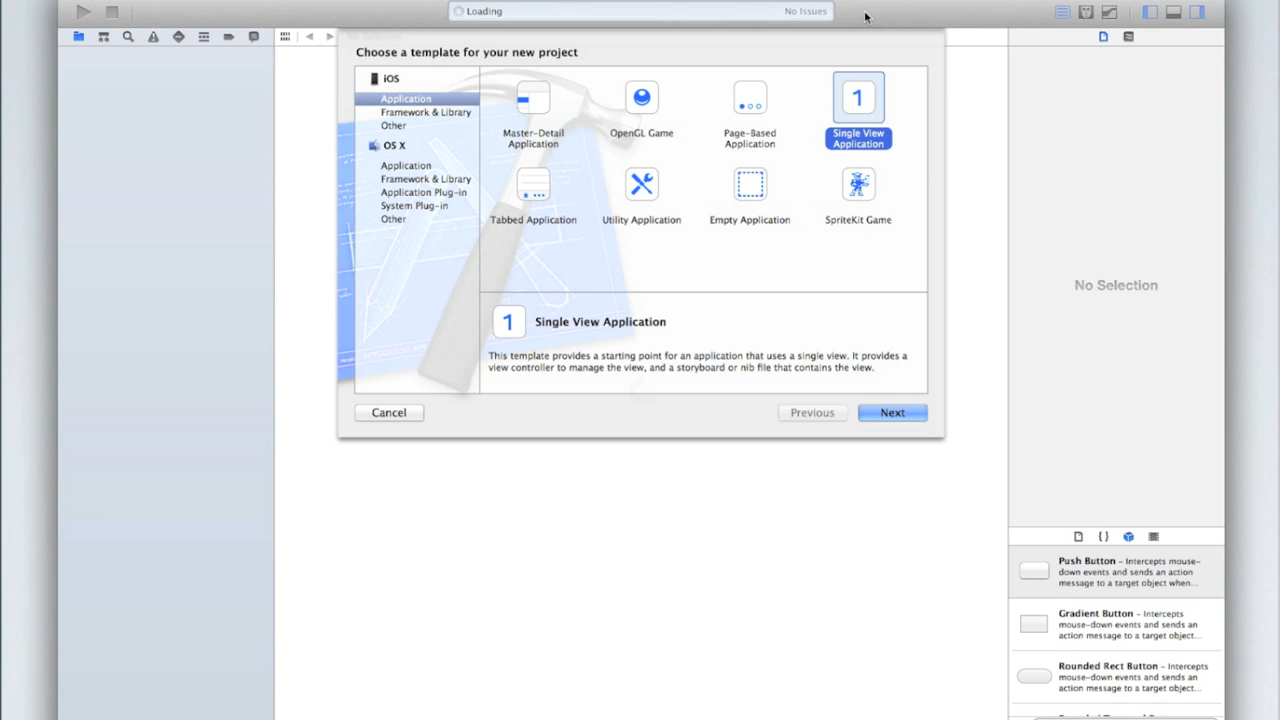 Loading
No Issues
Choose a template for your new project
iOS
Application
Framework & Library
Other
OS X
Application
Framework & Library
Application Plug-in
System Plug-in
Other
Master-Detail
Application
OpenGL Game
Page-Based
Application
1
Single View
Application
Tabbed Application
Utility Application
Empty Application
SpriteKit Game
1
Single View Application
This template provides a starting point for an application that uses a single view. It provides a
view controller to manage the view, and a storyboard or nib file that contains the view.
Cancel
Previous
Next
No Selection
{ }
Push Button – Intercepts mouse-
down events and sends an action
message to a target object when...
Gradient Button – Intercepts
mouse-down events and sends an
action message to a target object...
Rounded Rect Button – Intercepts
mouse-down events and sends an
action message to a target object...